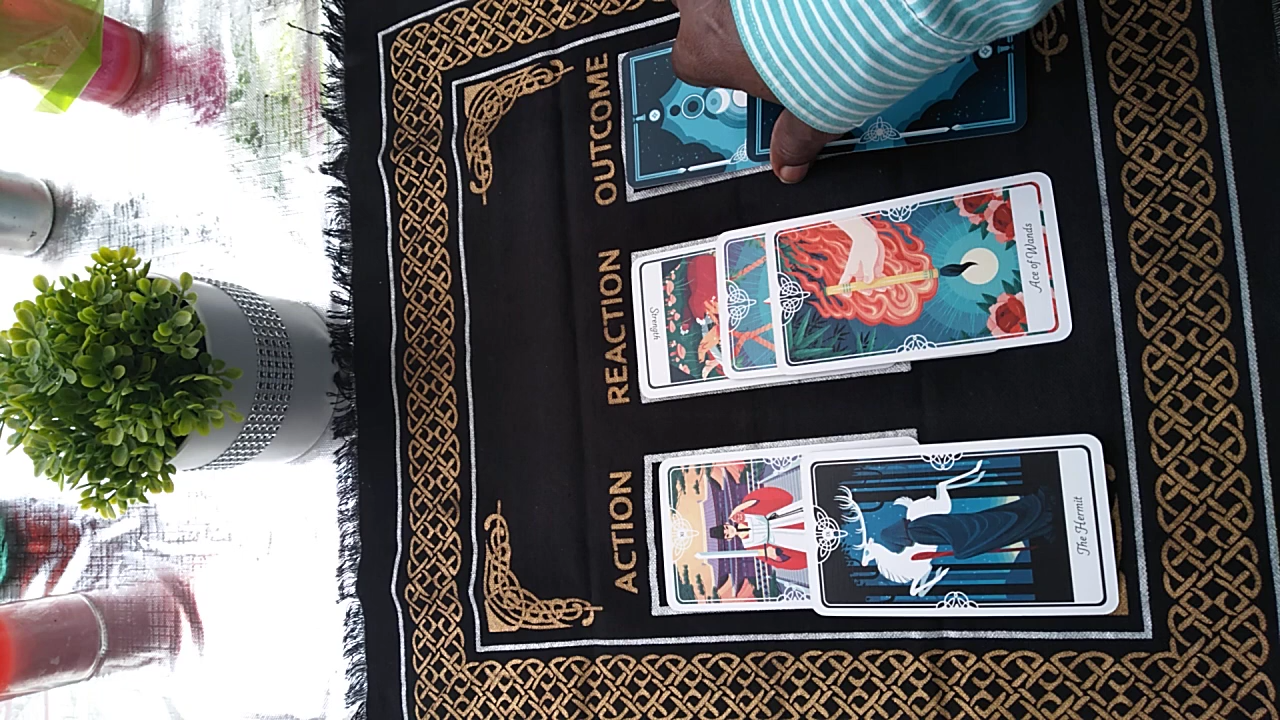 ACTION
REACTION
OUTCOME
The Hermit
Strength
Ace of Wands